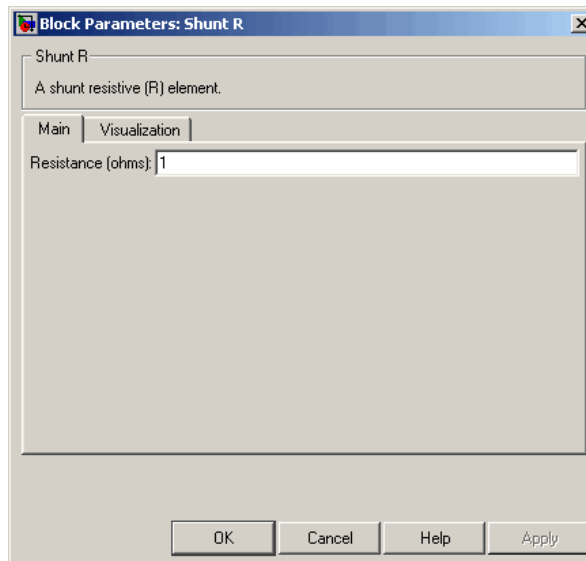 Block Parameters: Shunt R
Shunt R
A shunt resistive (R) element.
Main Visualization
Resistance (ohms): 1
OK Cancel Help Apply